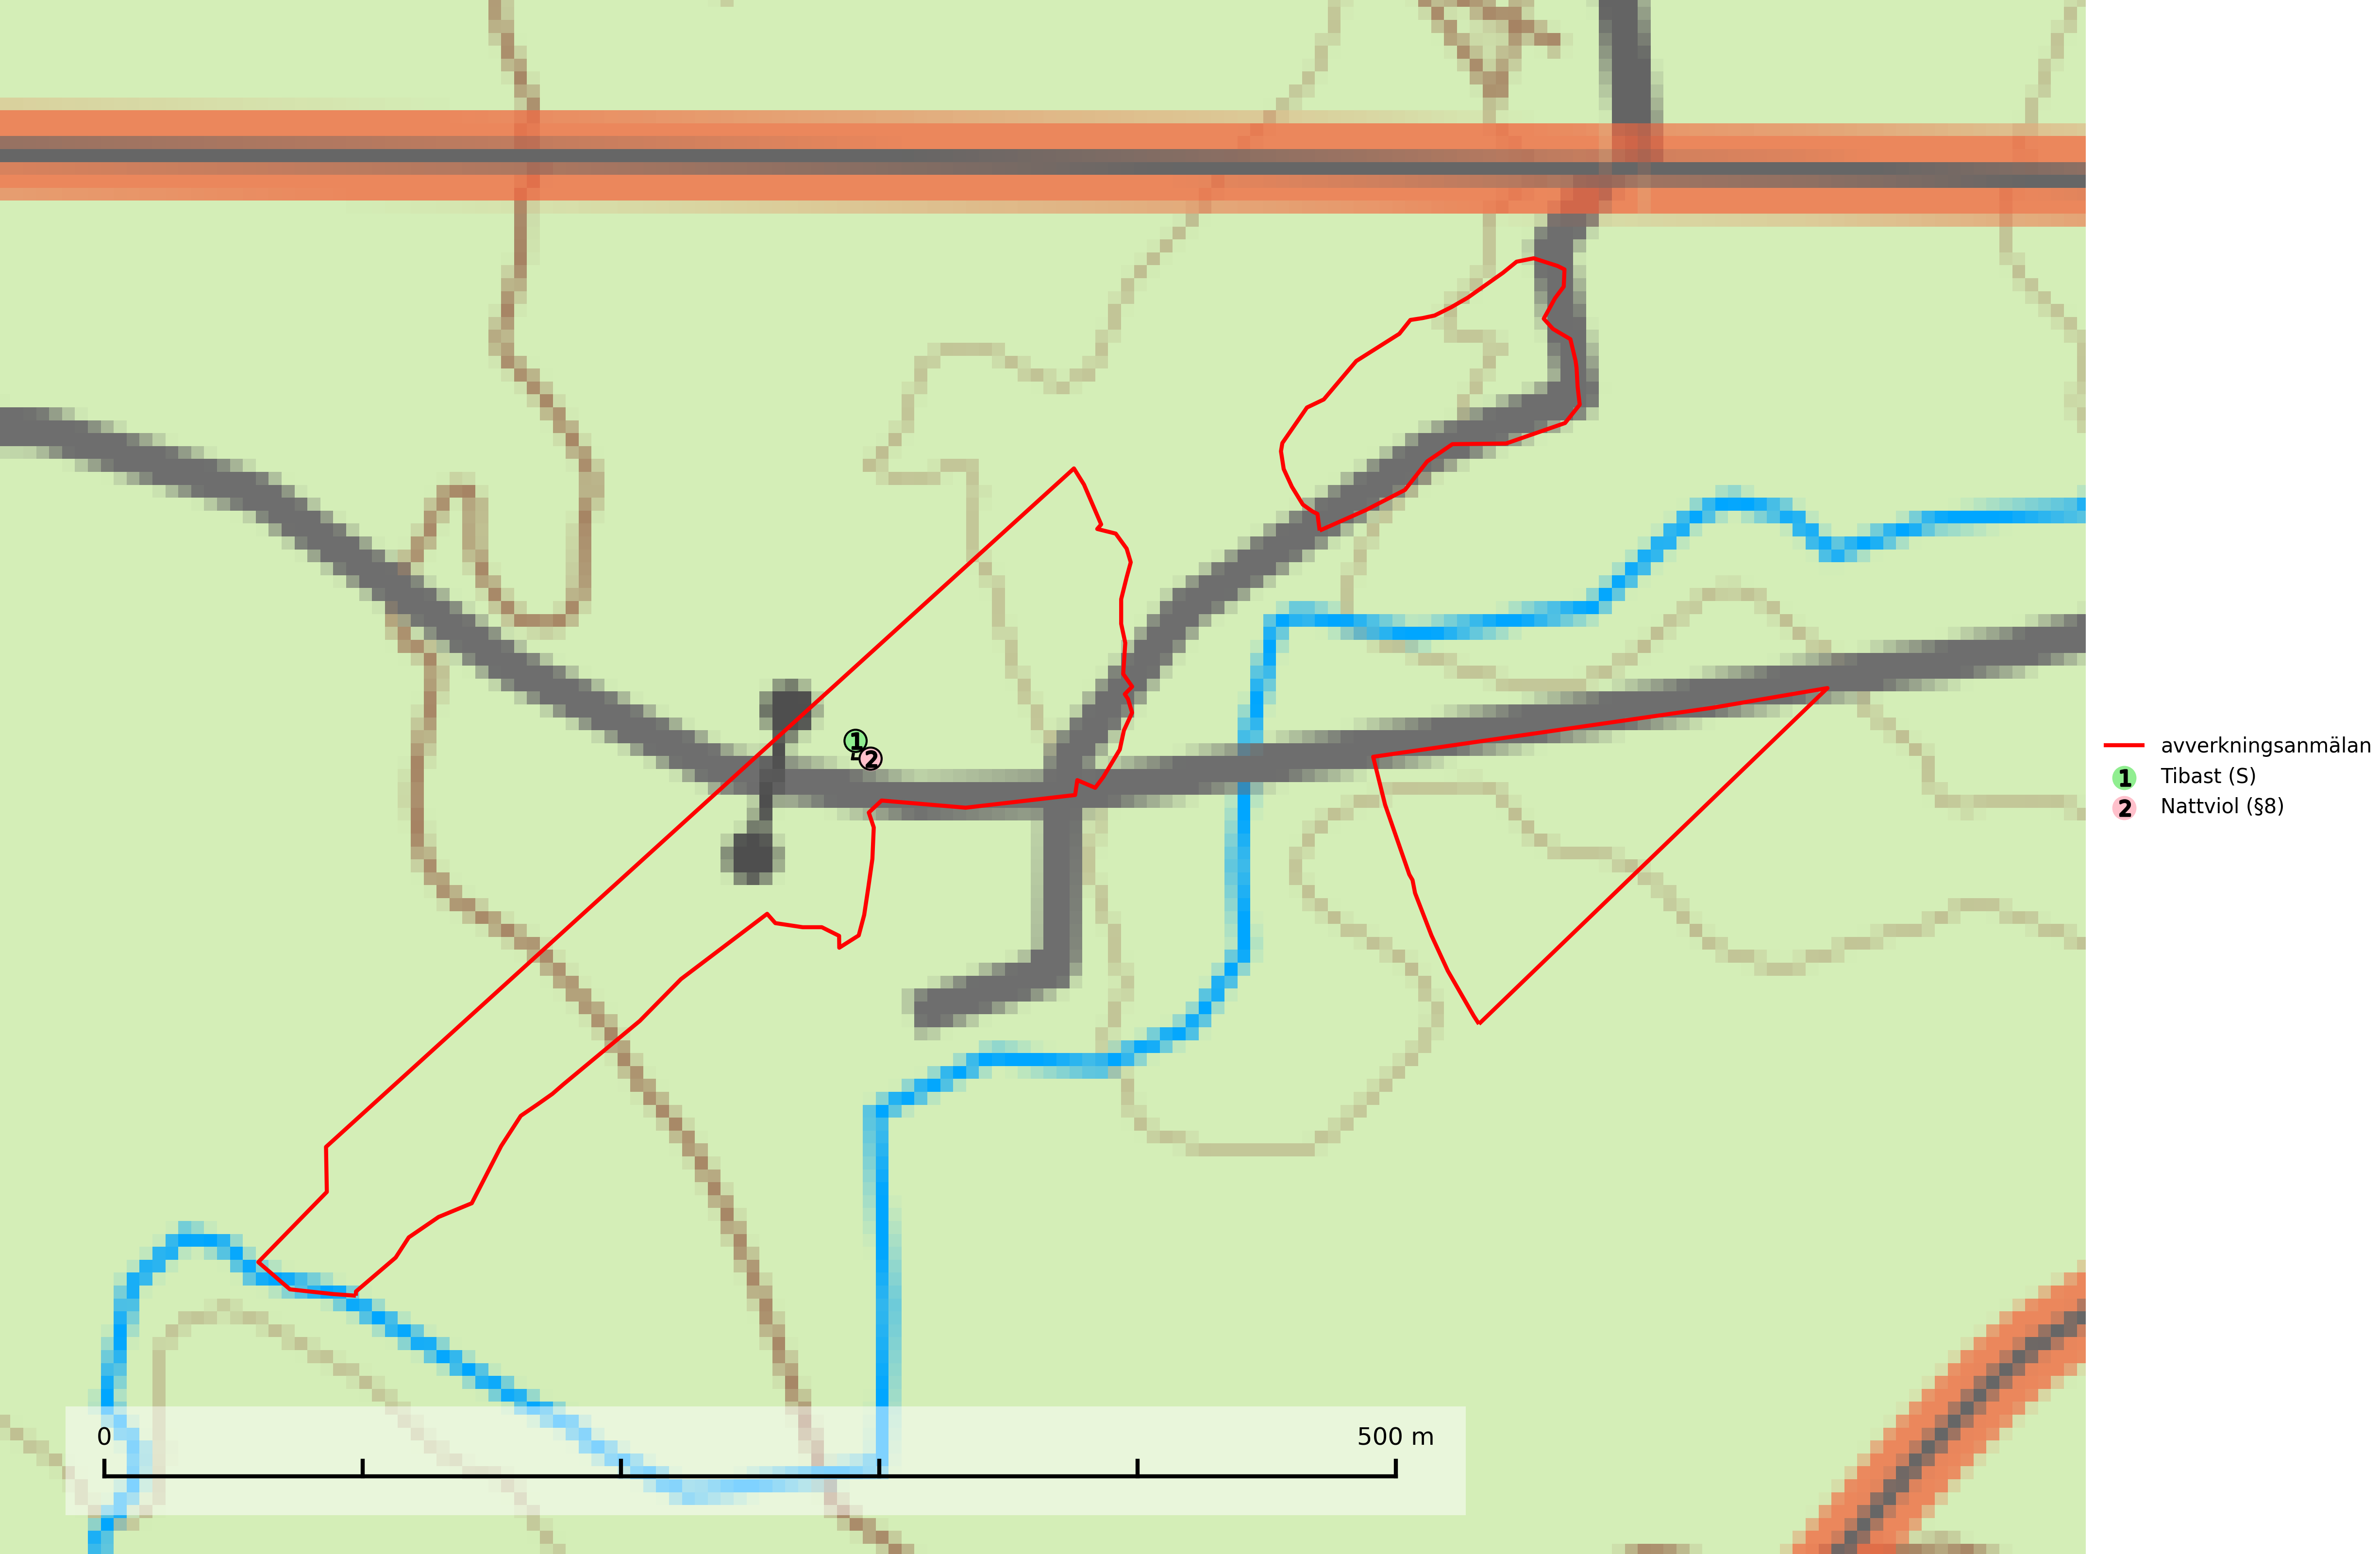 1
2
avverkningsanmälan
1 Tibast (S)
2 Nattviol (§8)
0 500 m